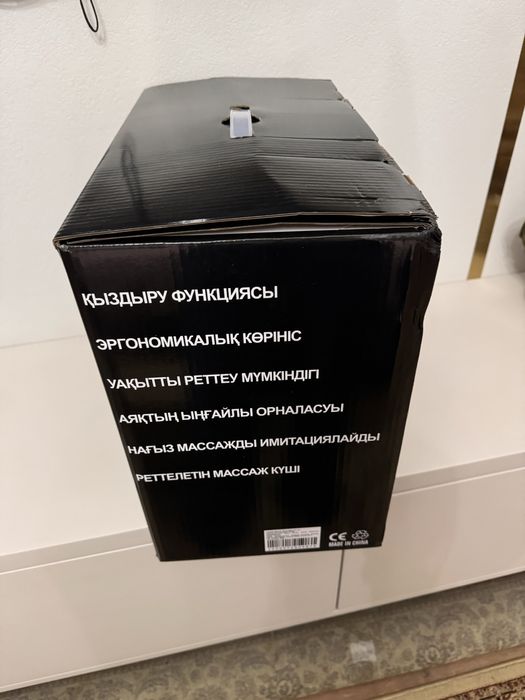 ҚЫЗДЫРУ ФУНКЦИЯСЫ
ЭРГОНОМИКАЛЫҚ КӨРІНІС
УАҚЫТТЫ РЕТТЕУ МҮМКІНДІГІ
АЯҚТЫҢ ЫҢҒАЙЛЫ ОРНАЛАСУЫ
НАҒЫЗ МАССАЖДЫ ИМИТАЦИЯЛАЙДЫ
РЕТТЕЛЕТІН МАССАЖ КҮШІ
CE
MADE IN CHINA